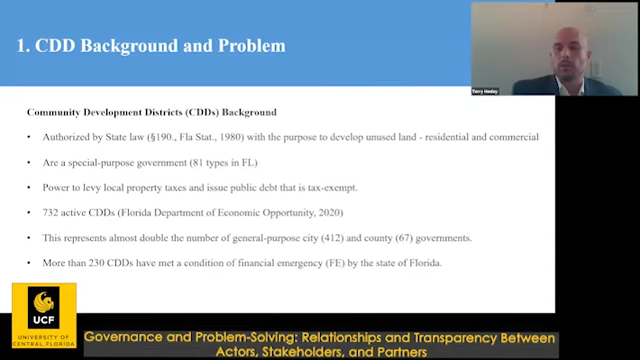 1. CDD Background and Problem
Terry Henley
Community Development Districts (CDDs) Background
• Authorized by State law (§190., Fla Stat., 1980) with the purpose to develop unused land - residential and commercial
• Are a special-purpose government (81 types in FL)
• Power to levy local property taxes and issue public debt that is tax-exempt.
• 732 active CDDs (Florida Department of Economic Opportunity, 2020)
• This represents almost double the number of general-purpose city (412) and county (67) governments.
• More than 230 CDDs have met a condition of financial emergency (FE) by the state of Florida.
UCF
UNIVERSITY OF
CENTRAL FLORIDA
Governance and Problem-Solving: Relationships and Transparency Between
Actors, Stakeholders, and Partners